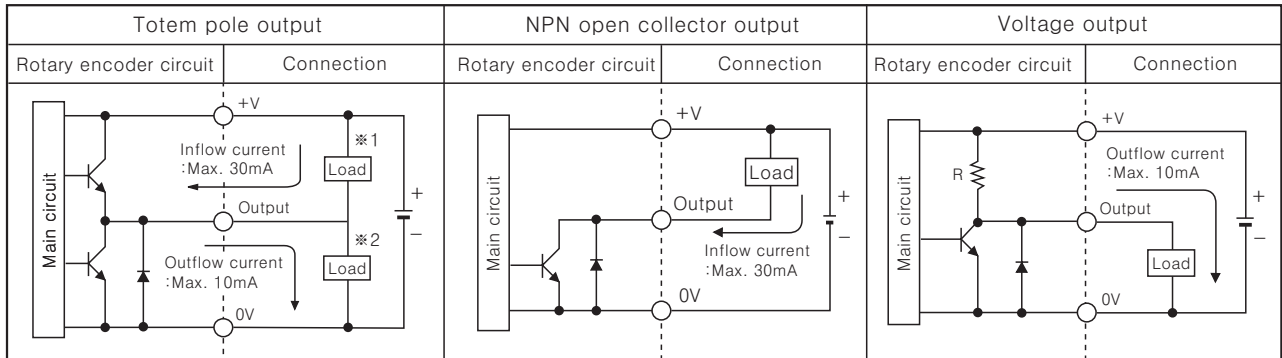 Totem pole output
NPN open collector output
Voltage output
Rotary encoder circuit
Connection
Rotary encoder circuit
Connection
Rotary encoder circuit
Connection
Main circuit
+V
※1
Inflow current
:Max. 30mA
Load
+
−
Output
※2
Outflow current
:Max. 10mA
Load
0V
Main circuit
+V
Load
Output
+
−
Inflow current
:Max. 30mA
0V
Main circuit
+V
R
Outflow current
:Max. 10mA
+
−
Output
Load
0V